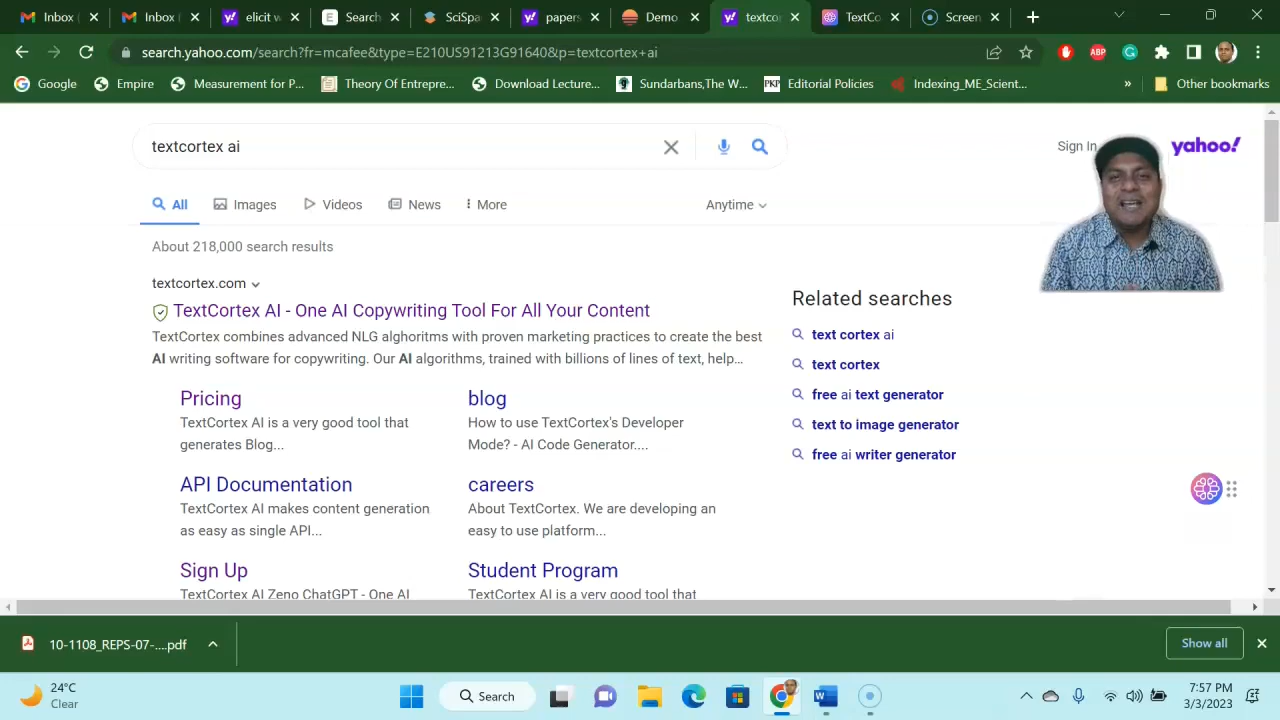 Inbox (
Inbox (
elicit w
Search
SciSpa
papers
Demo
textco
TextCo
Screen
search.yahoo.com/search?fr=mcafee&type=E210US91213G91640&p=textcortex+ai
ABP
Google
Empire
Measurement for P...
Theory Of Entrepre...
Download Lecture...
Sundarbans,The W...
PKP
Editorial Policies
Indexing_ME_Scient...
»
Other bookmarks
textcortex ai
Sign In
yahoo!
All
Images
Videos
News
More
Anytime
About 218,000 search results
textcortex.com
TextCortex AI - One AI Copywriting Tool For All Your Content
TextCortex combines advanced NLG alghoritms with proven marketing practices to create the best
AI writing software for copywriting. Our AI algorithms, trained with billions of lines of text, help...
Pricing
TextCortex AI is a very good tool that
generates Blog...
blog
How to use TextCortex's Developer
Mode? - AI Code Generator....
API Documentation
TextCortex AI makes content generation
as easy as single API...
careers
About TextCortex. We are developing an
easy to use platform...
Sign Up
TextCortex AI Zeno ChatGPT - One AI
Student Program
TextCortex AI is a very good tool that
Related searches
text cortex ai
text cortex
free ai text generator
text to image generator
free ai writer generator
10-1108_REPS-07-....pdf
Show all
24°C
Clear
Search
7:57 PM
3/3/2023